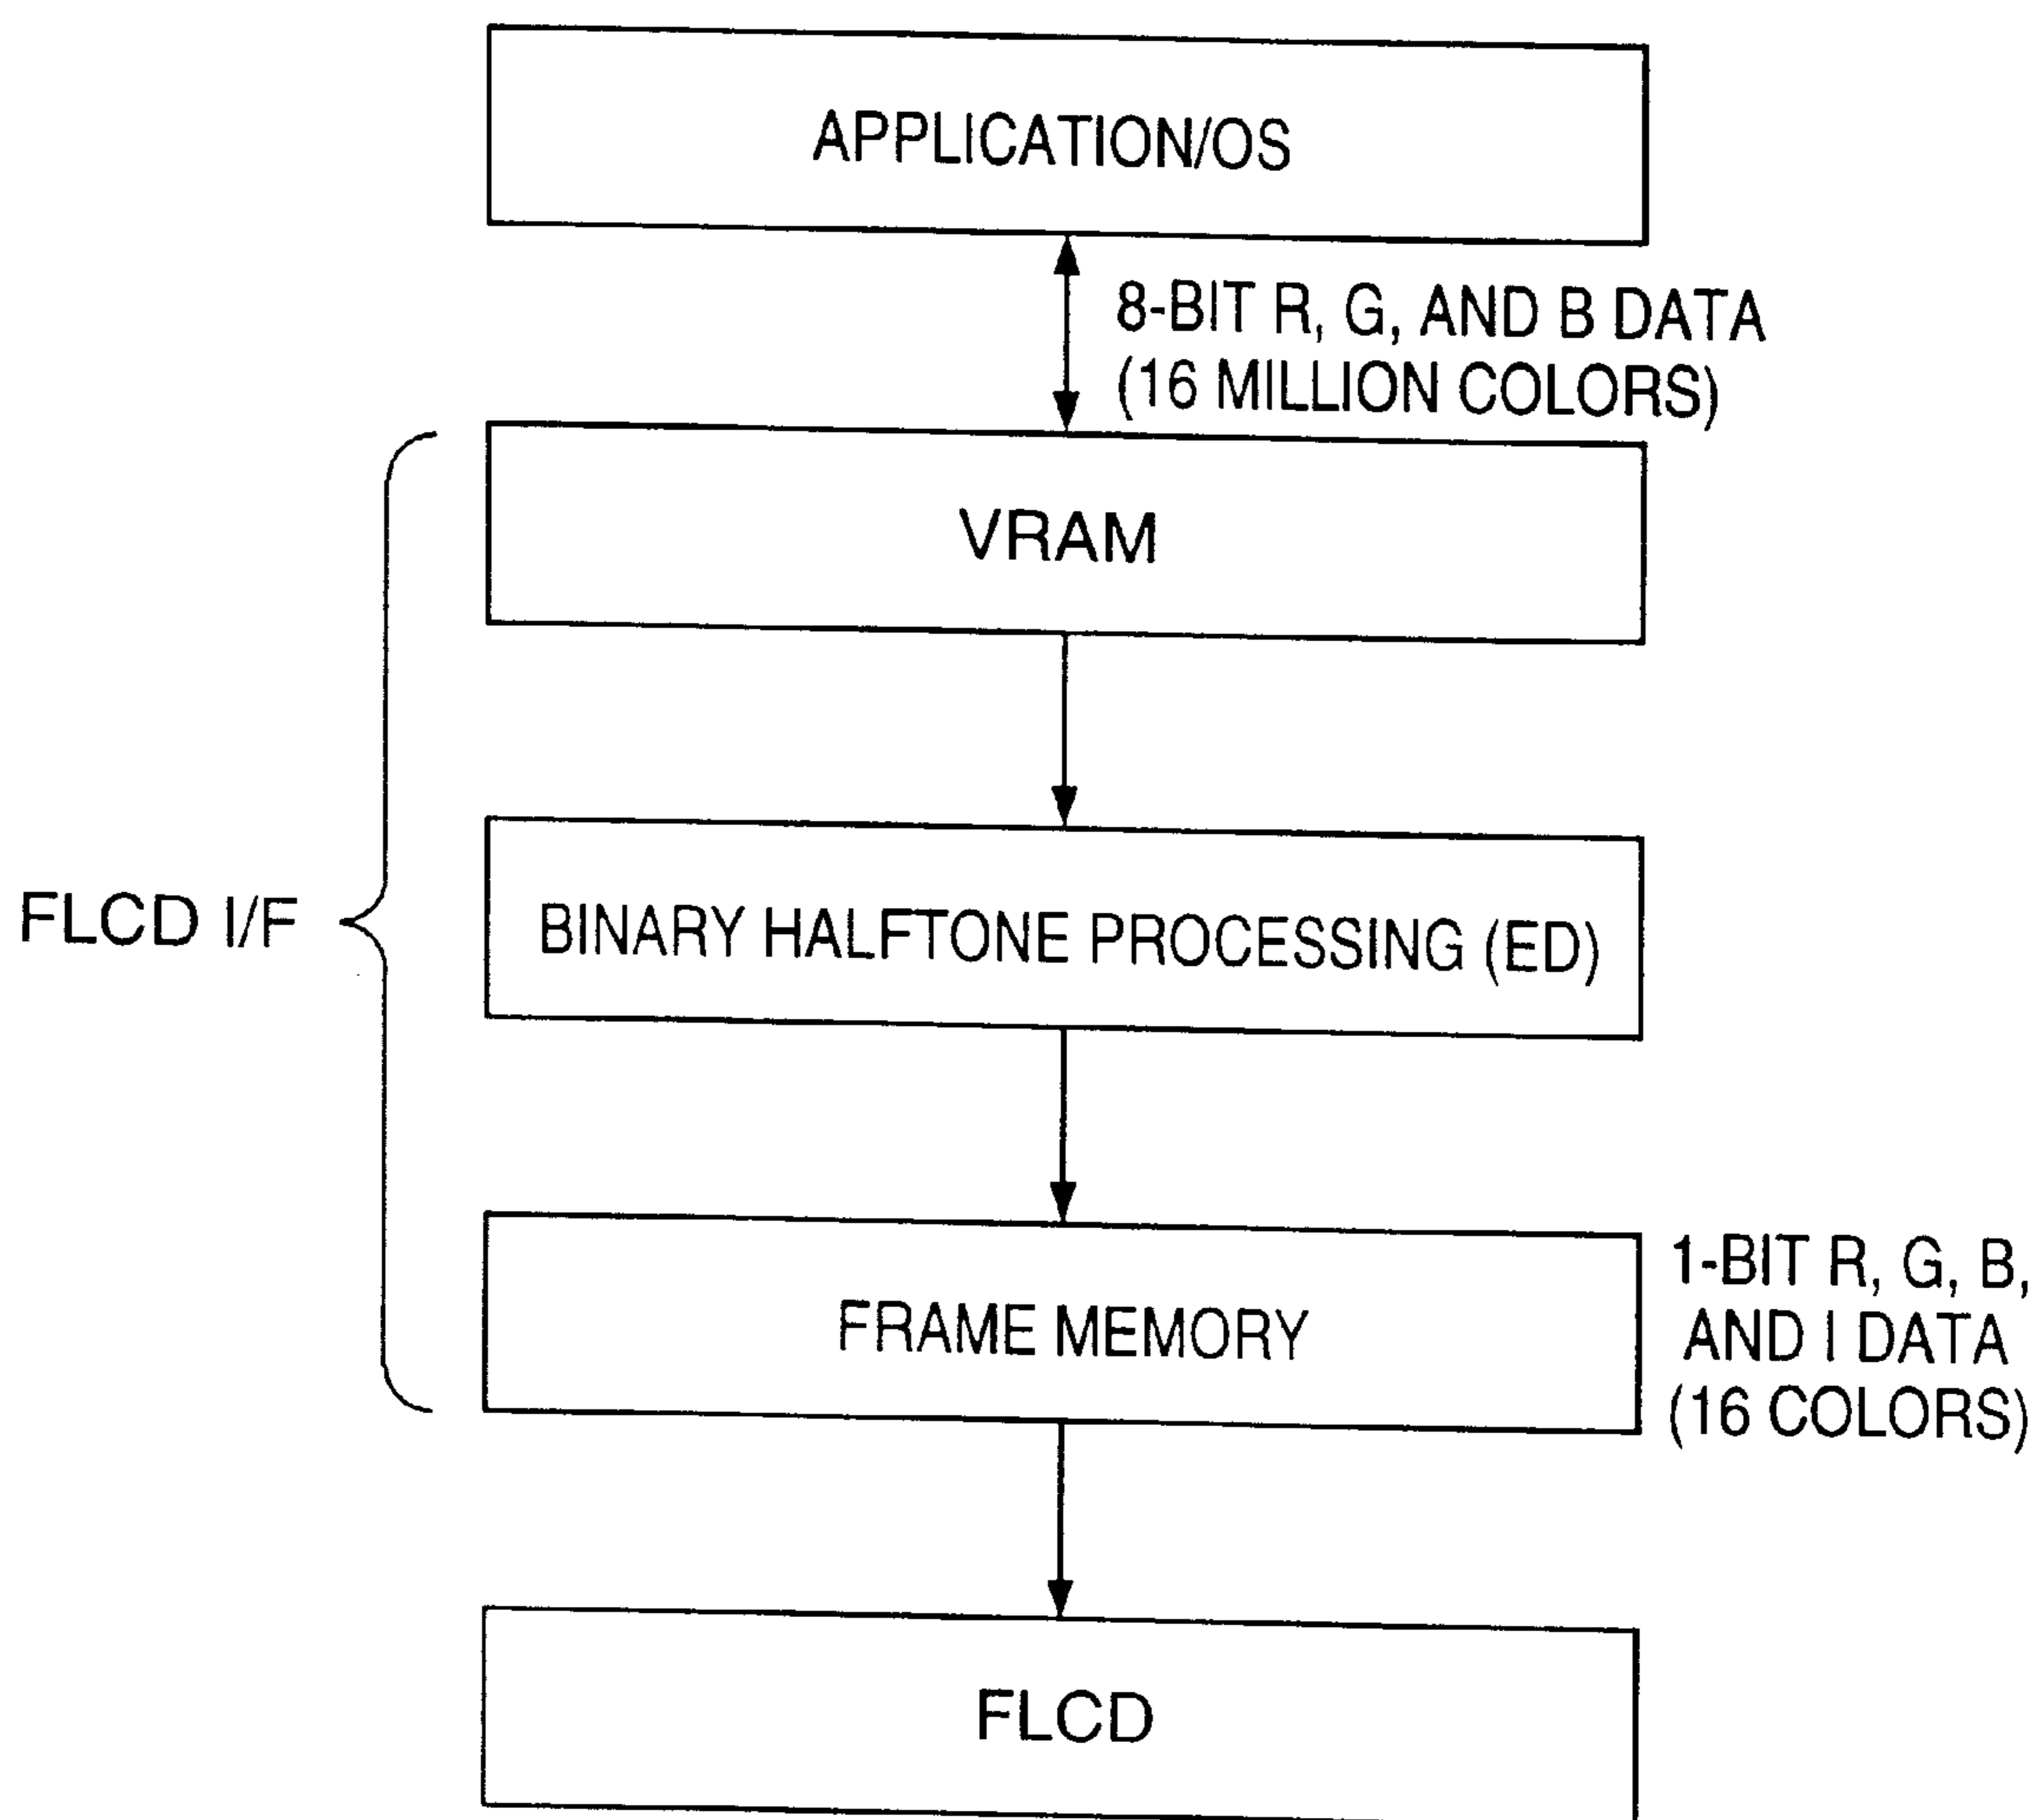 APPLICATION/OS
8-BIT R, G, AND B DATA
(16 MILLION COLORS)
VRAM
FLCD I/F
BINARY HALFTONE PROCESSING (ED)
FRAME MEMORY
1-BIT R, G, B,
AND I DATA
(16 COLORS)
FLCD